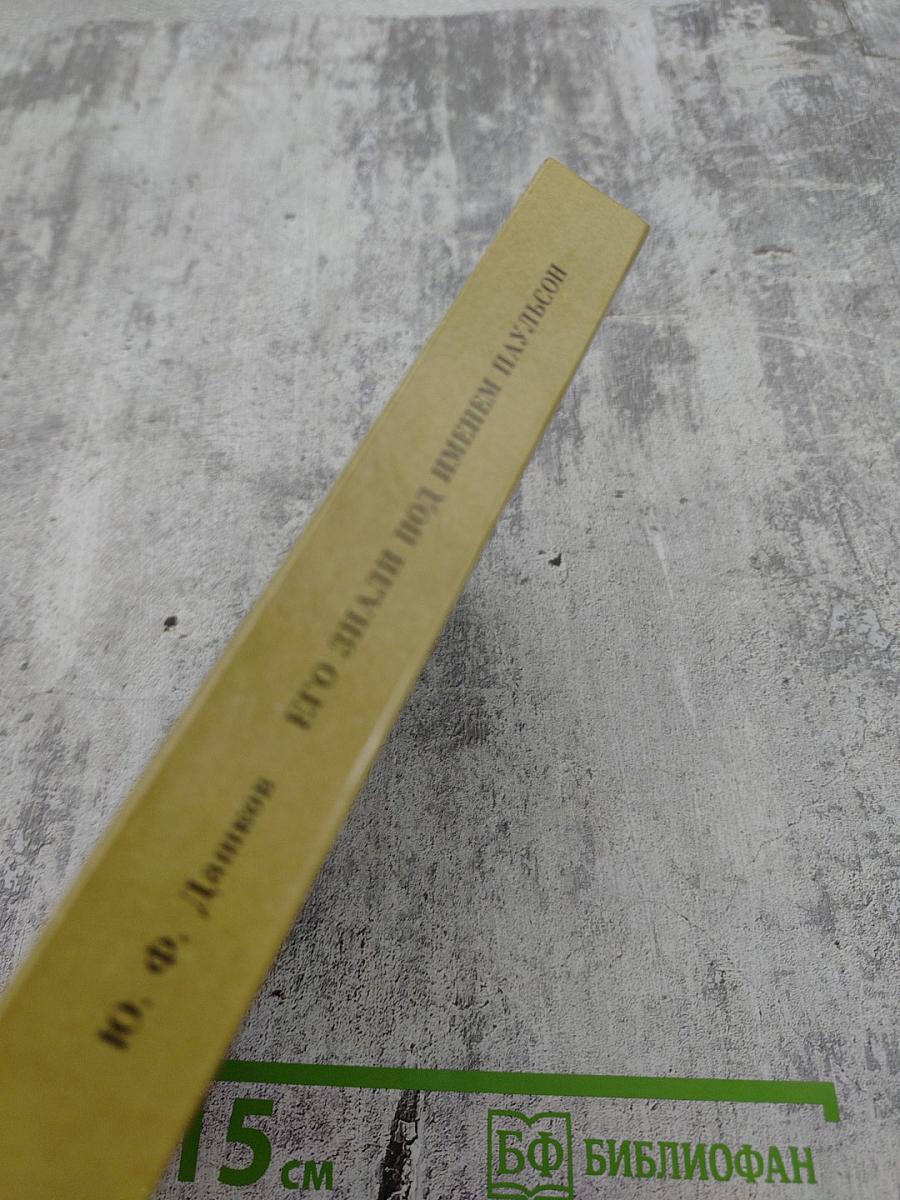 Ю. Ф. Дашков ЕГО ЗНАЛИ ПОД ИМЕНЕМ ПАУЛЬСОН
15 см
БФ БИБЛИОФАН